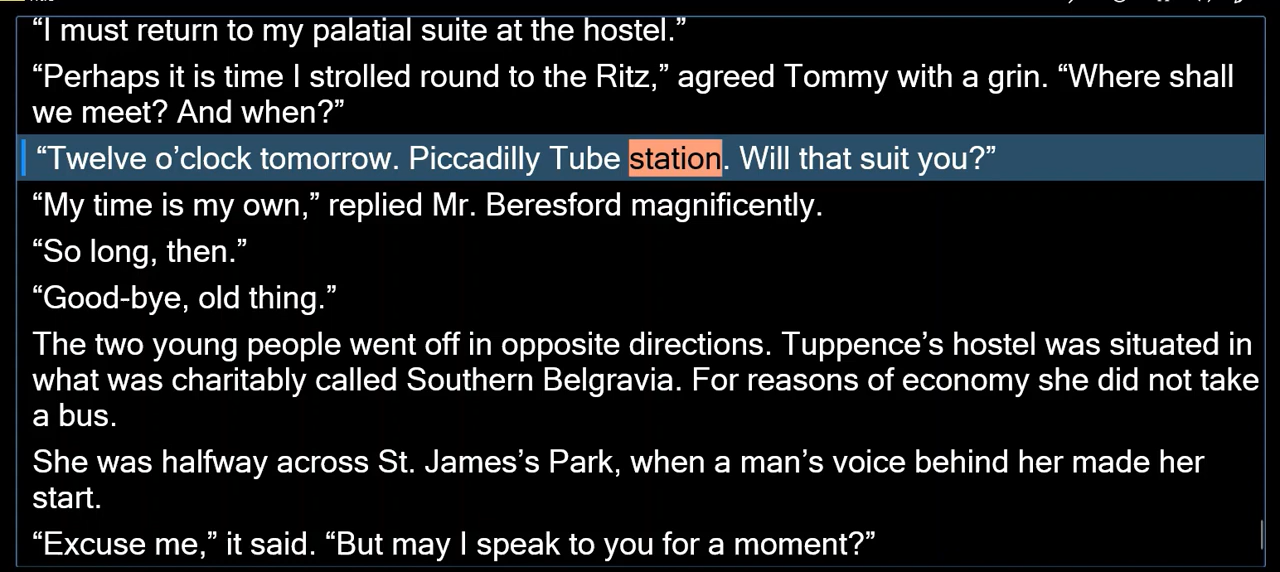 “I must return to my palatial suite at the hostel.”
“Perhaps it is time I strolled round to the Ritz,” agreed Tommy with a grin. “Where shall
we meet? And when?”
“Twelve o’clock tomorrow. Piccadilly Tube station. Will that suit you?”
“My time is my own,” replied Mr. Beresford magnificently.
“So long, then.”
“Good-bye, old thing.”
The two young people went off in opposite directions. Tuppence’s hostel was situated in
what was charitably called Southern Belgravia. For reasons of economy she did not take
a bus.
She was halfway across St. James’s Park, when a man’s voice behind her made her
start.
“Excuse me,” it said. “But may I speak to you for a moment?”